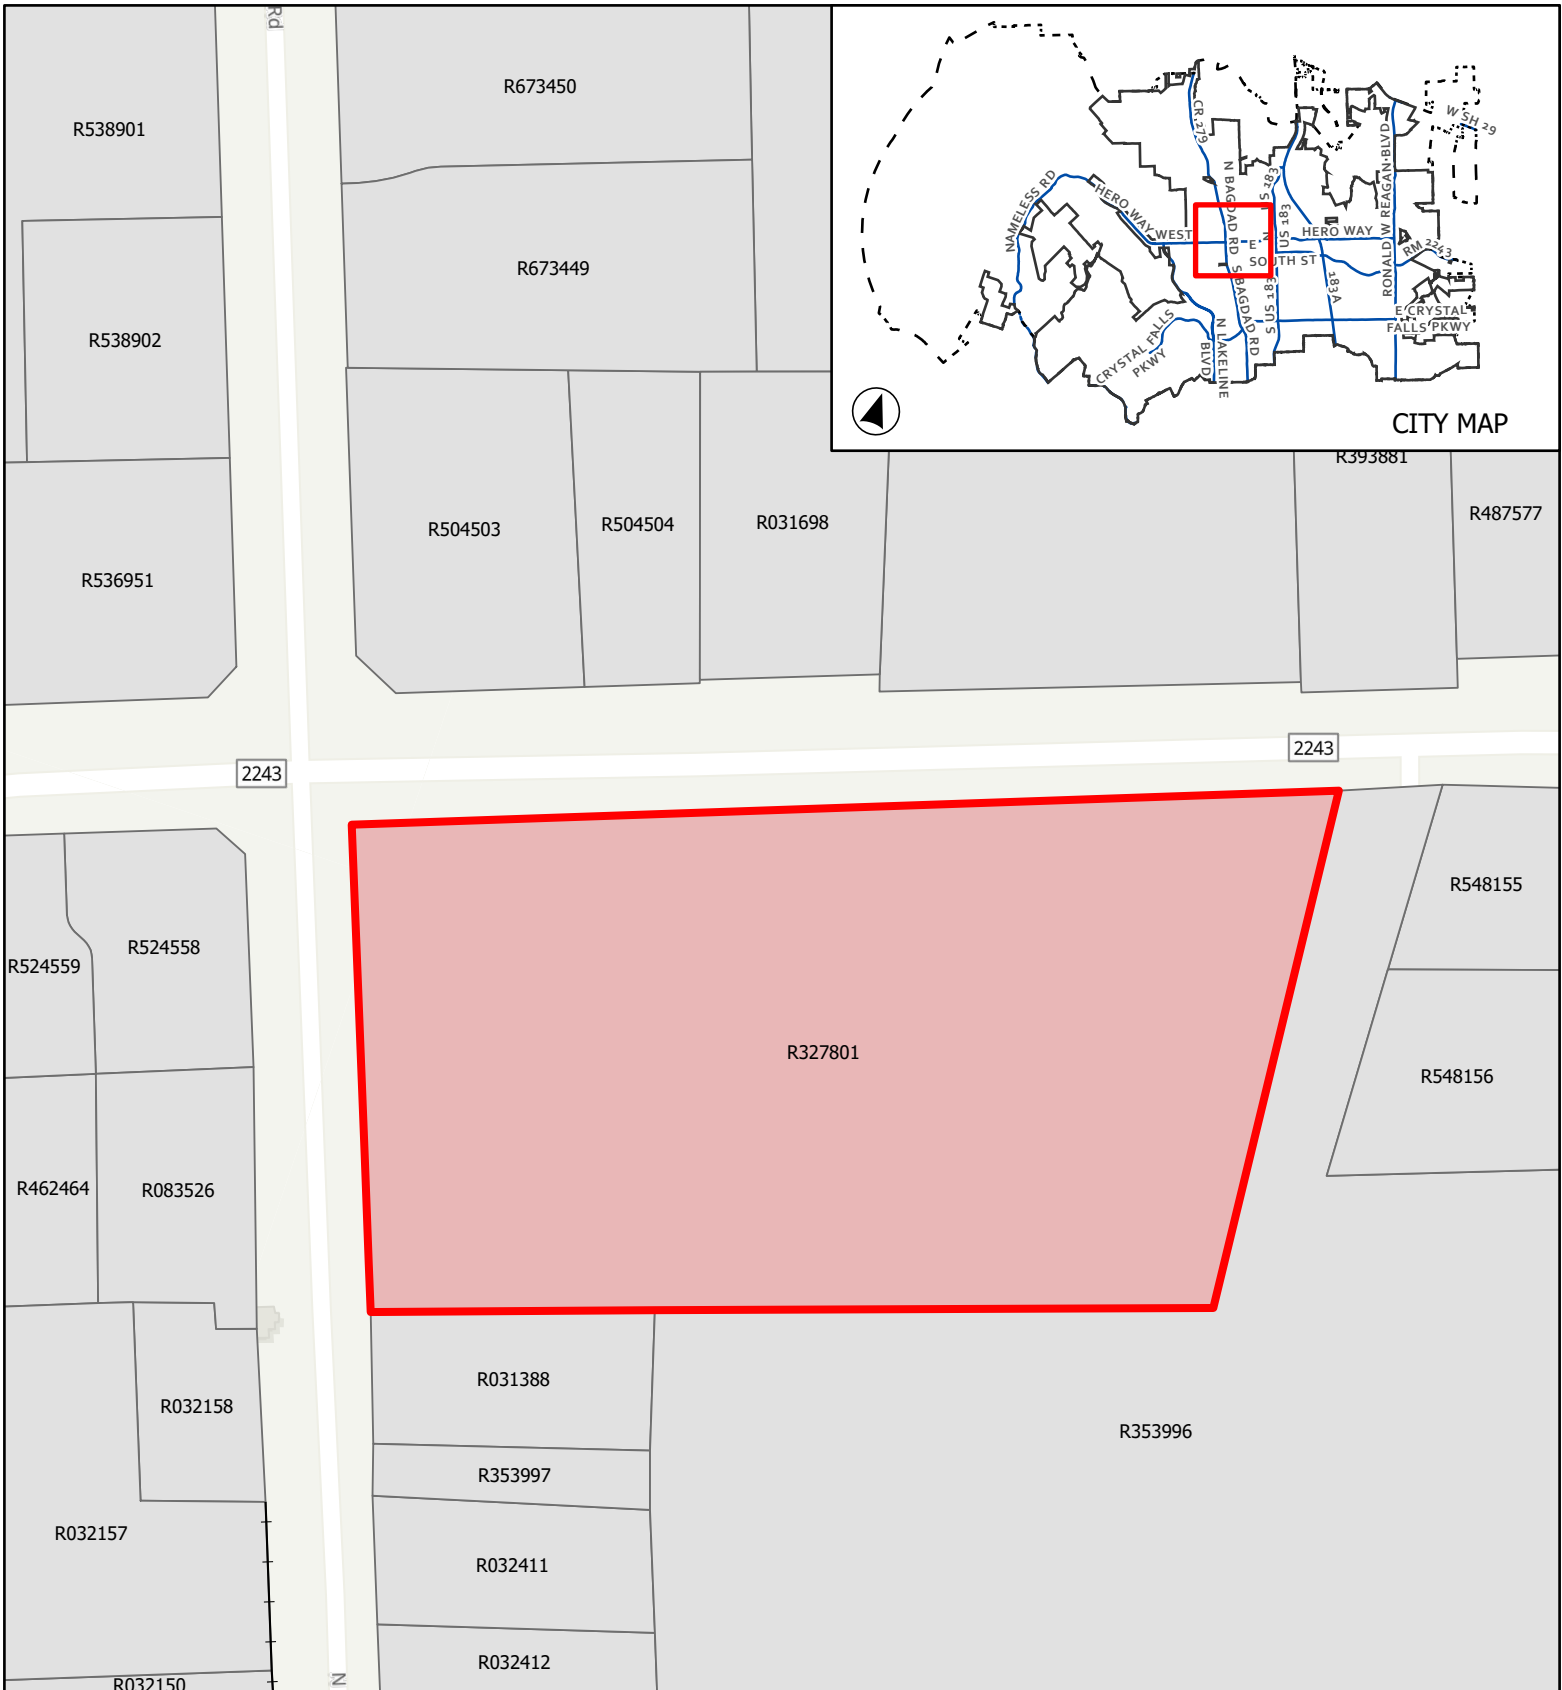 Rd
R673450
R538901
R673449
R538902
R504503
R504504
R031698
R393881
R487577
R536951
2243
2243
R548155
R524558
R524559
R327801
R548156
R462464
R083526
R031388
R032158
R353996
R353997
R032157
R032411
R032412
R032150
N
CR 279
W SH 29
N BAGDAD RD
S 183
N
US 183
RONALD W REAGAN BLVD
NAMELESS RD
HERO WAY
WEST
HERO WAY
E
SOUTH ST
RM 2243
183A
S BAGDAD RD
S US 183
E CRYSTAL
FALLS PKWY
CRYSTAL FALLS
PKWY
N LAKELINE
BLVD
CITY MAP